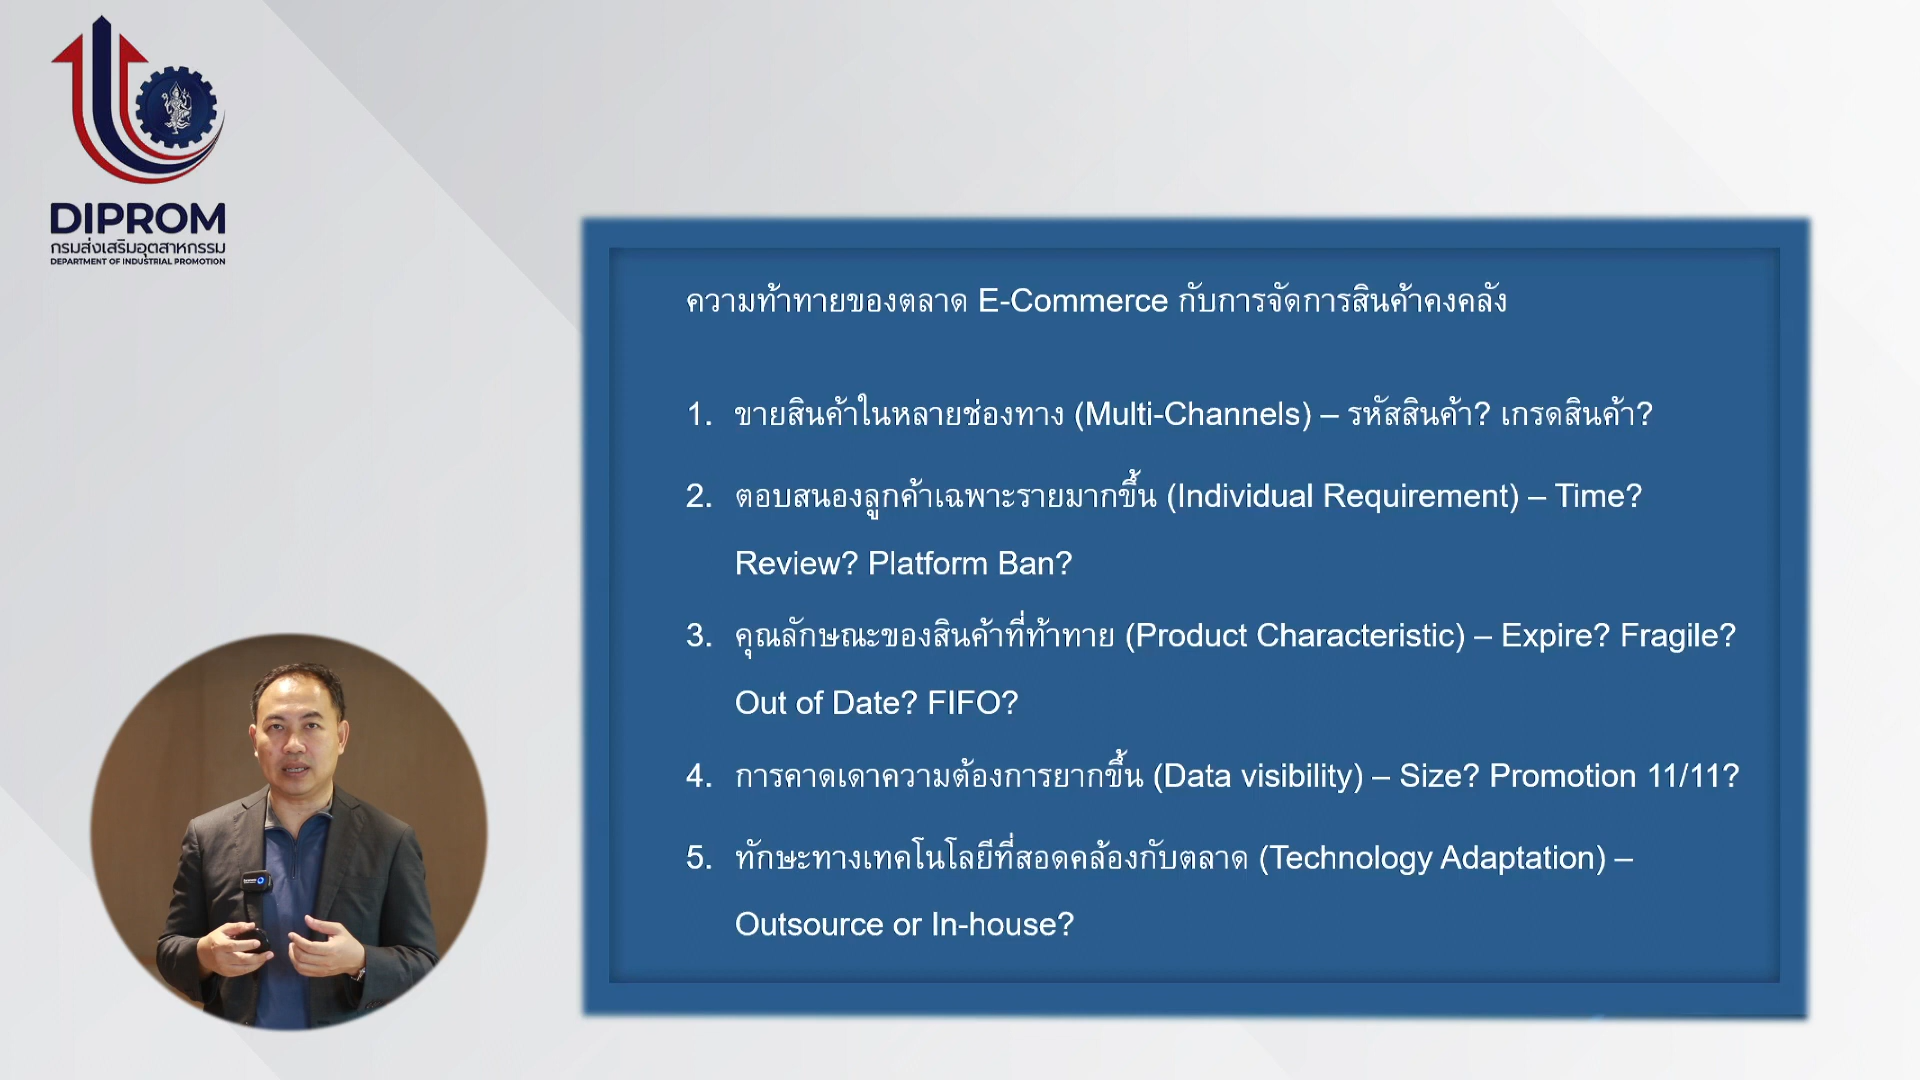 DIPROM
กรมส่งเสริมอุตสาหกรรม
DEPARTMENT OF INDUSTRIAL PROMOTION
ความท้าทายของตลาด E-Commerce กับการจัดการสินค้าคงคลัง
1. ขายสินค้าในหลายช่องทาง (Multi-Channels) – รหัสสินค้า? เกรดสินค้า?
2. ตอบสนองลูกค้าเฉพาะรายมากขึ้น (Individual Requirement) – Time?
Review? Platform Ban?
3. คุณลักษณะของสินค้าที่ท้าทาย (Product Characteristic) – Expire? Fragile?
Out of Date? FIFO?
4. การคาดเดาความต้องการยากขึ้น (Data visibility) – Size? Promotion 11/11?
5. ทักษะทางเทคโนโลยีที่สอดคล้องกับตลาด (Technology Adaptation) –
Outsource or In-house?